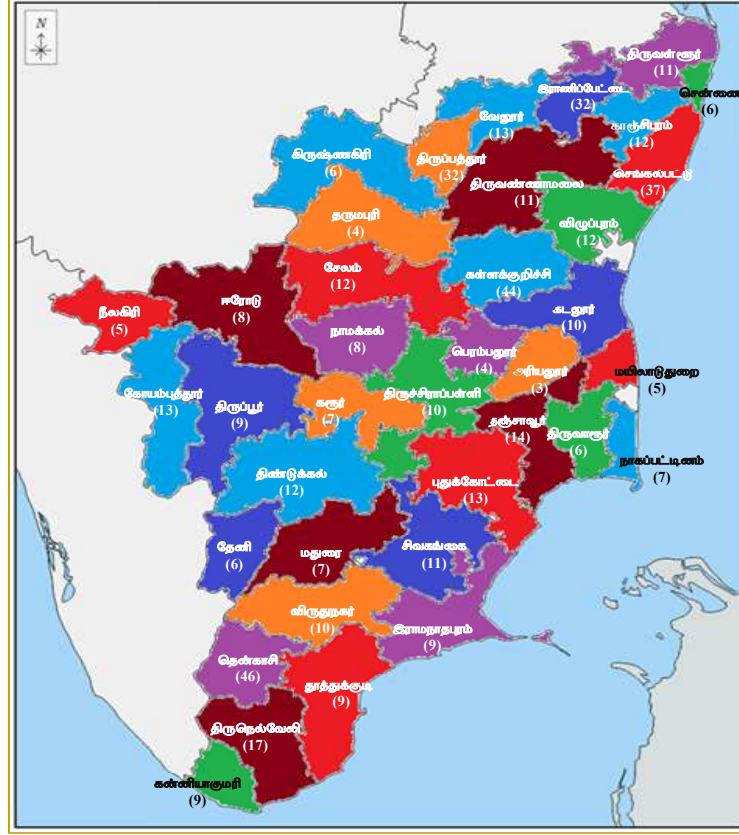 N
திருவள்ளூர்
(11)
சென்னை
(6)
இராணிப்பேட்டை
(32)
வேலூர்
(13)
காஞ்சிபுரம்
(12)
செங்கல்பட்டு
(37)
கிருஷ்ணகிரி
(6)
திருப்பத்தூர்
(32)
திருவண்ணாமலை
(11)
விழுப்புரம்
(12)
தருமபுரி
(4)
சேலம்
(12)
கள்ளக்குறிச்சி
(44)
கடலூர்
(10)
நீலகிரி
(5)
ஈரோடு
(8)
நாமக்கல்
(8)
பெரம்பலூர்
(4)
அரியலூர்
(3)
மயிலாடுதுறை
(5)
கோயம்புத்தூர்
(13)
திருப்பூர்
(9)
கரூர்
(7)
திருச்சிராப்பள்ளி
(10)
தஞ்சாவூர்
(14)
திருவாரூர்
(6)
நாகப்பட்டினம்
(7)
திண்டுக்கல்
(12)
புதுக்கோட்டை
(13)
தேனி
(6)
மதுரை
(7)
சிவகங்கை
(11)
விருதுநகர்
(10)
இராமநாதபுரம்
(9)
தென்காசி
(46)
தூத்துக்குடி
(9)
திருநெல்வேலி
(17)
கன்னியாகுமரி
(9)